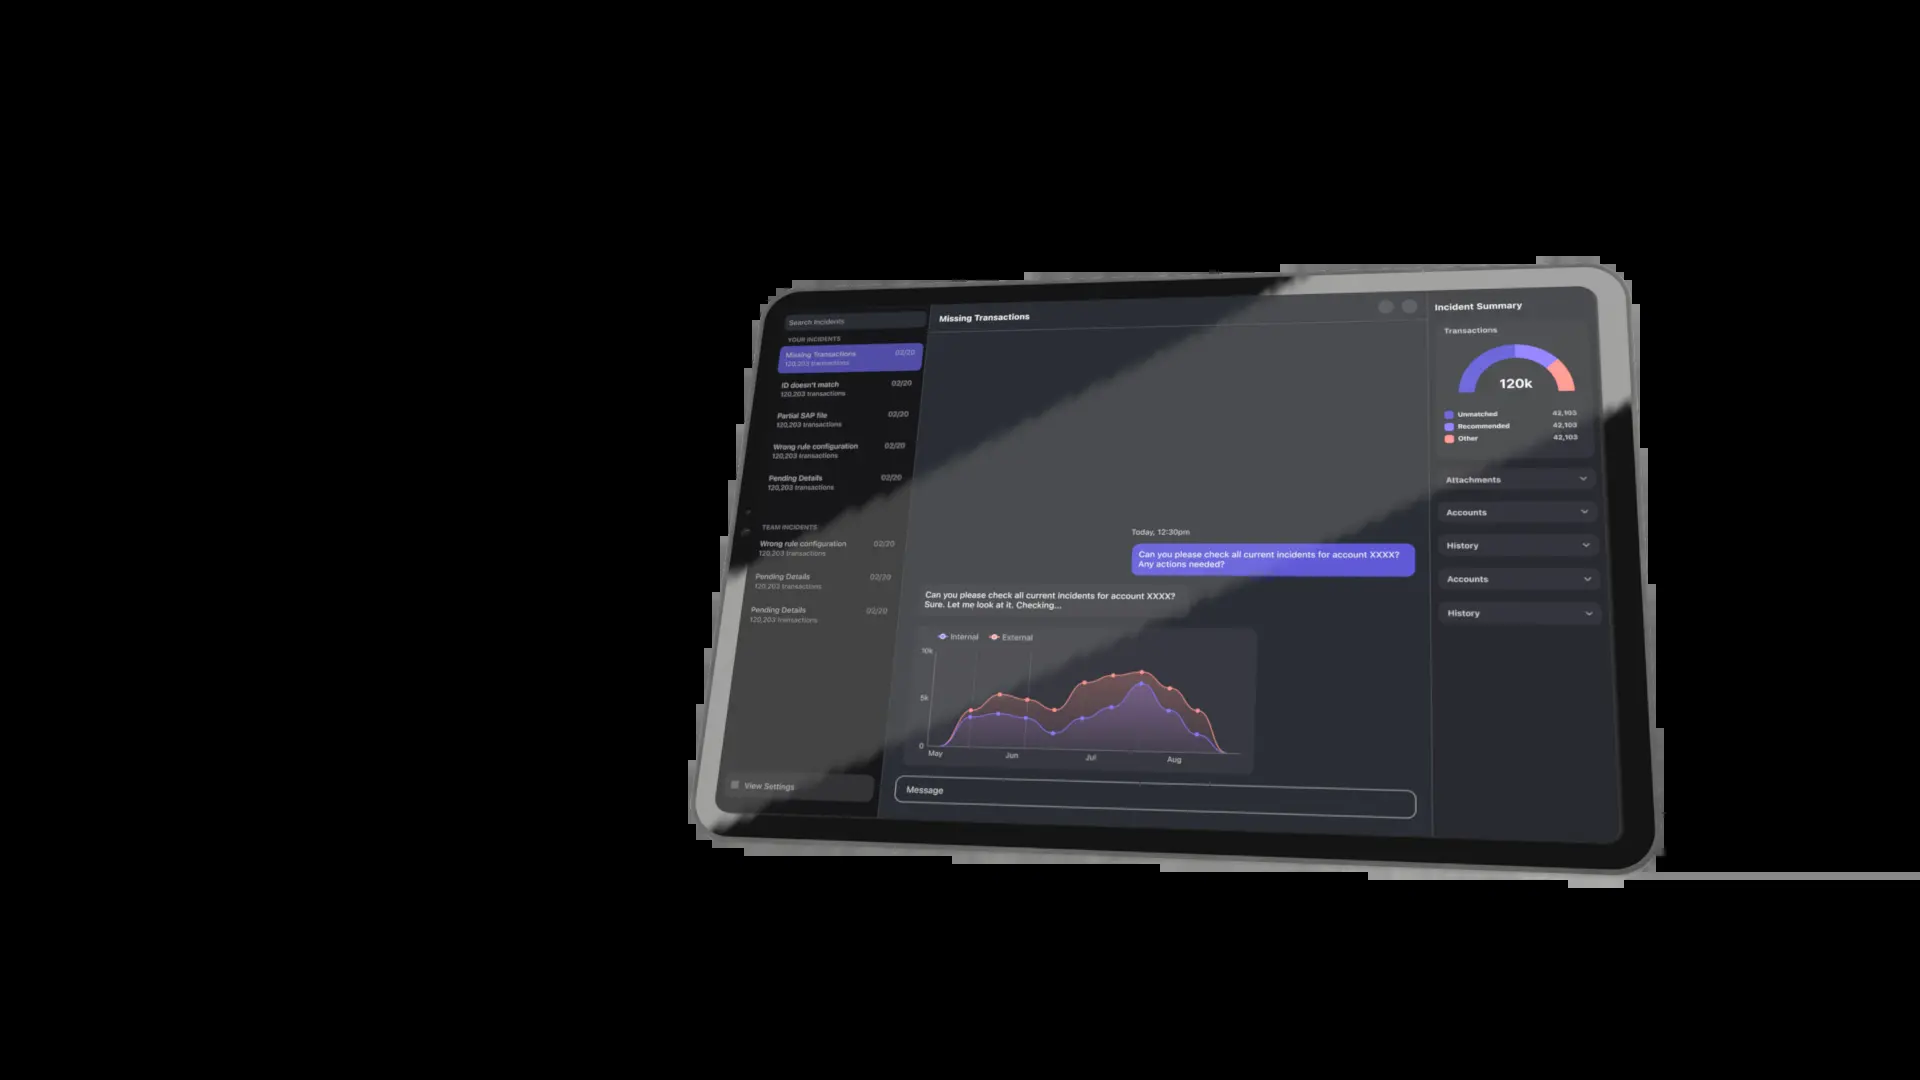 Search Incidents
YOUR INCIDENTS
Missing Transactions 02/20
120,203 transactions
ID doesn't match 02/20
120,203 transactions
Partial SAP file 02/20
120,203 transactions
Wrong rule configuration 02/20
120,203 transactions
Pending Details 02/20
120,203 transactions
TEAM INCIDENTS
Wrong rule configuration 02/20
120,203 transactions
Pending Details 02/20
120,203 transactions
Pending Details 02/20
120,203 transactions
View Settings
Missing Transactions
Today, 12:30pm
Can you please check all current incidents for account XXXX?
Any actions needed?
Can you please check all current incidents for account XXXX?
Sure. Let me look at it. Checking...
Internal External
10k
5k
0
May Jun Jul Aug
Message
Incident Summary
Transactions
120k
Unmatched 42,103
Recommended 42,103
Other 42,103
Attachments
Accounts
History
Accounts
History